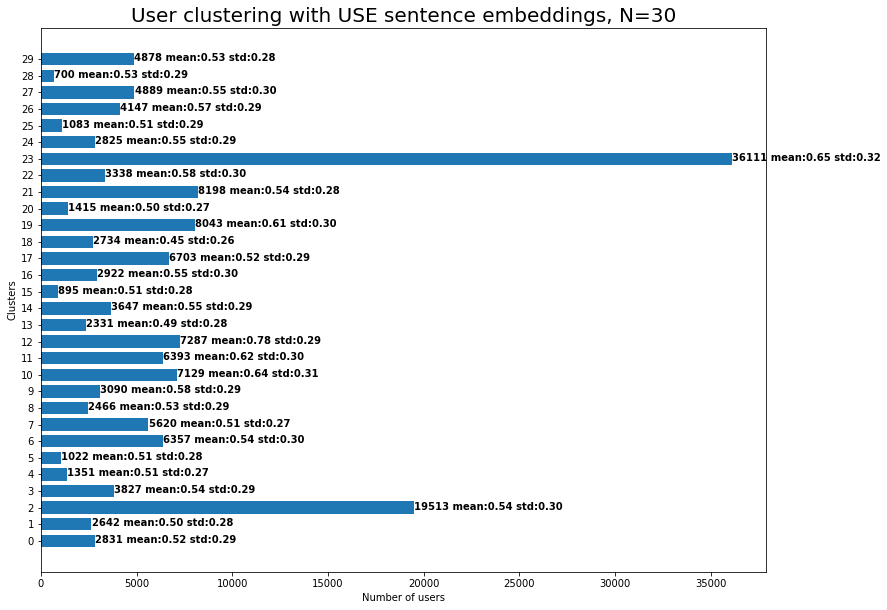 User clustering with USE sentence embeddings, N=30
29 4878 mean:0.53 std:0.28
28 700 mean:0.53 std:0.29
27 4889 mean:0.55 std:0.30
26 4147 mean:0.57 std:0.29
25 1083 mean:0.51 std:0.29
24 2825 mean:0.55 std:0.29
23 36111 mean:0.65 std:0.32
22 3338 mean:0.58 std:0.30
21 8198 mean:0.54 std:0.28
20 1415 mean:0.50 std:0.27
19 8043 mean:0.61 std:0.30
18 2734 mean:0.45 std:0.26
17 6703 mean:0.52 std:0.29
16 2922 mean:0.55 std:0.30
15 895 mean:0.51 std:0.28
14 3647 mean:0.55 std:0.29
13 2331 mean:0.49 std:0.28
12 7287 mean:0.78 std:0.29
11 6393 mean:0.62 std:0.30
10 7129 mean:0.64 std:0.31
9 3090 mean:0.58 std:0.29
8 2466 mean:0.53 std:0.29
7 5620 mean:0.51 std:0.27
6 6357 mean:0.54 std:0.30
5 1022 mean:0.51 std:0.28
4 1351 mean:0.51 std:0.27
3 3827 mean:0.54 std:0.29
2 19513 mean:0.54 std:0.30
1 2642 mean:0.50 std:0.28
0 2831 mean:0.52 std:0.29
Clusters
0 5000 10000 15000 20000 25000 30000 35000
Number of users